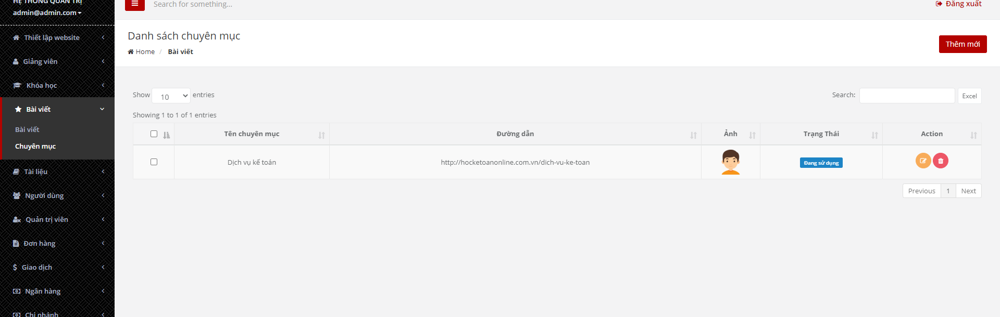 HỆ THỐNG QUẢN TRỊ
admin@admin.com
Search for something...
Đăng xuất
Thiết lập website
Giảng viên
Khóa học
Bài viết
Bài viết
Chuyên mục
Tài liệu
Người dùng
Quản trị viên
Đơn hàng
Giao dịch
Ngân hàng
Chi nhánh
Danh sách chuyên mục
Home / Bài viết
Thêm mới
Show 10 entries
Search: Excel
Showing 1 to 1 of 1 entries
Tên chuyên mục Đường dẫn Ảnh Trạng Thái Action
Dịch vụ kế toán http://hocketoanonline.com.vn/dich-vu-ke-toan Đang sử dụng
Previous 1 Next